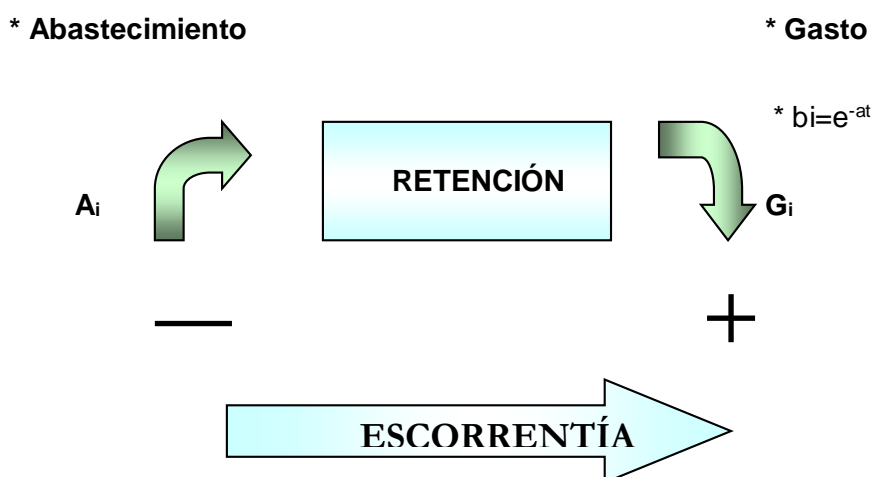 * Abastecimiento
* Gasto
* bi=e-at
RETENCIÓN
Ai
Gi
ESCORRENTÍA